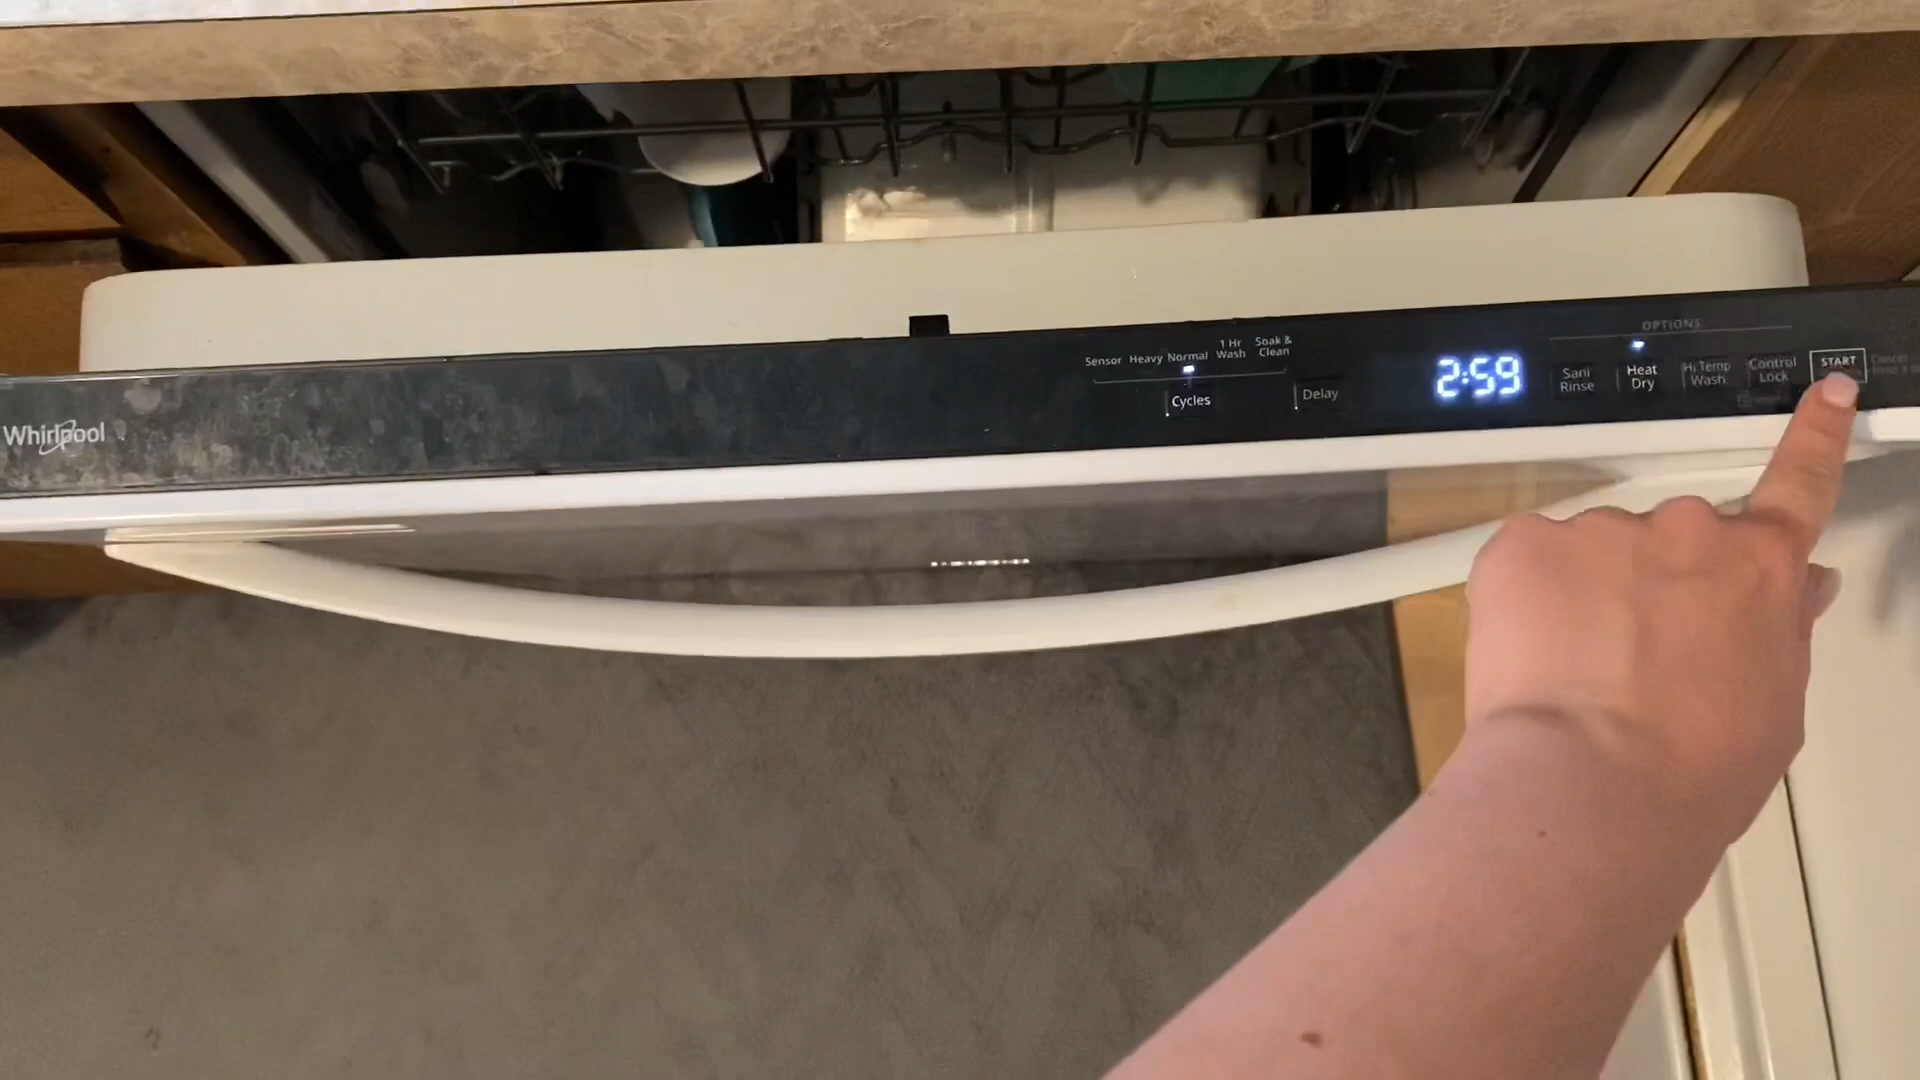 Whirlpool
Sensor
Heavy
Normal
1 Hr
Wash
Soak &
Clean
Cycles
Delay
2:59
OPTIONS
Sani
Rinse
Heat
Dry
Hi Temp
Wash
Control
Lock
START
Cancel